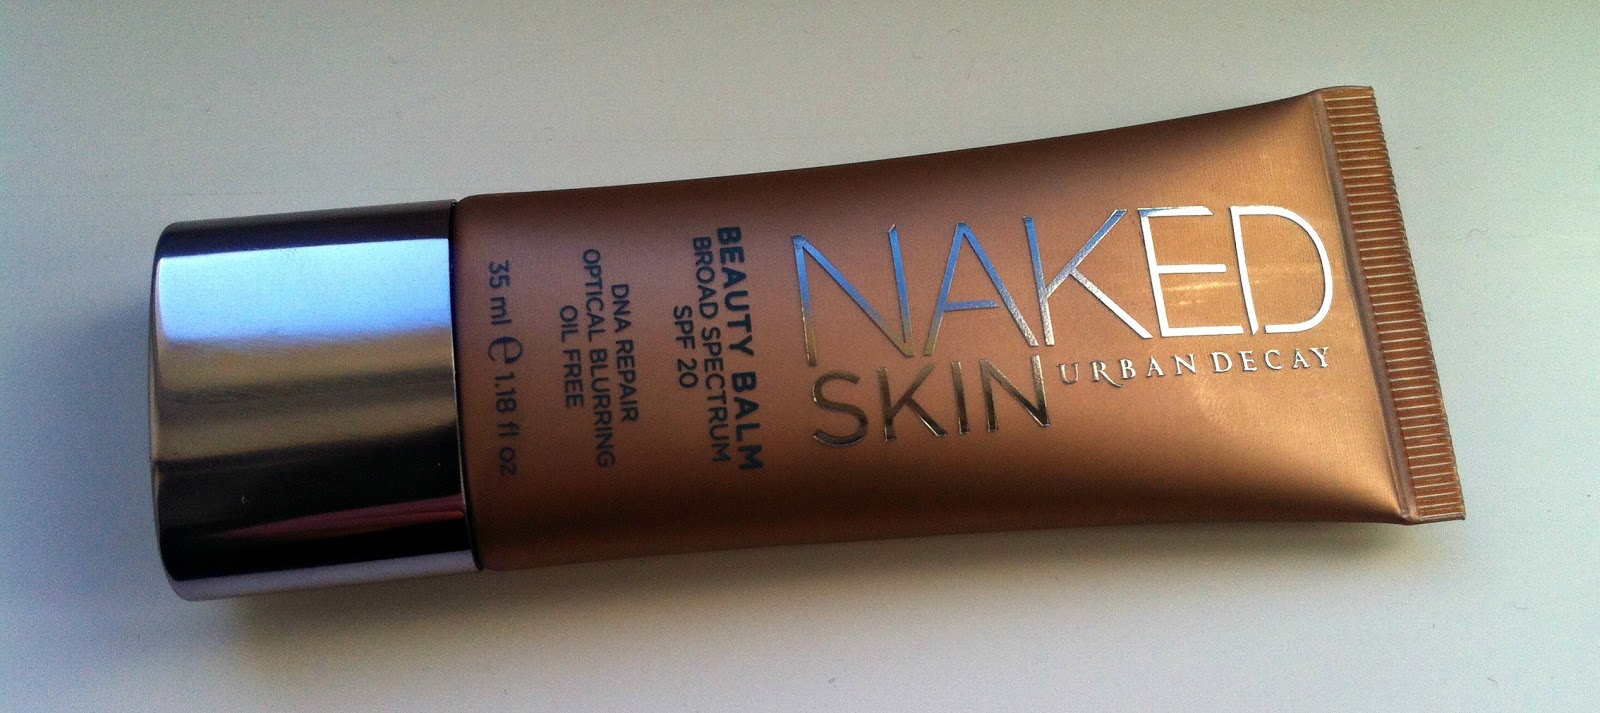 NAKED
SKIN
URBAN DECAY
BEAUTY BALM
BROAD SPECTRUM
SPF 20
DNA REPAIR
OPTICAL BLURRING
OIL FREE
35 ml ℮ 1.18 fl oz